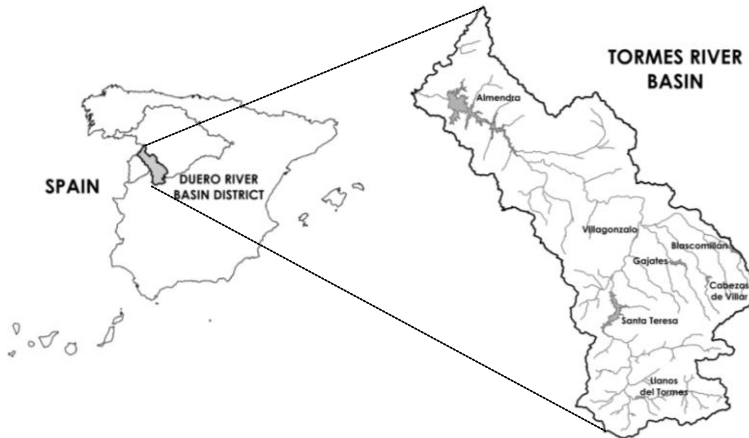 TORMES RIVER
BASIN
Almendra
SPAIN
DUERO RIVER
BASIN DISTRICT
Villagonzalo
Blascomillán
Gajates
Cabezas
de Villar
Santa Teresa
Llanos
del Tormes